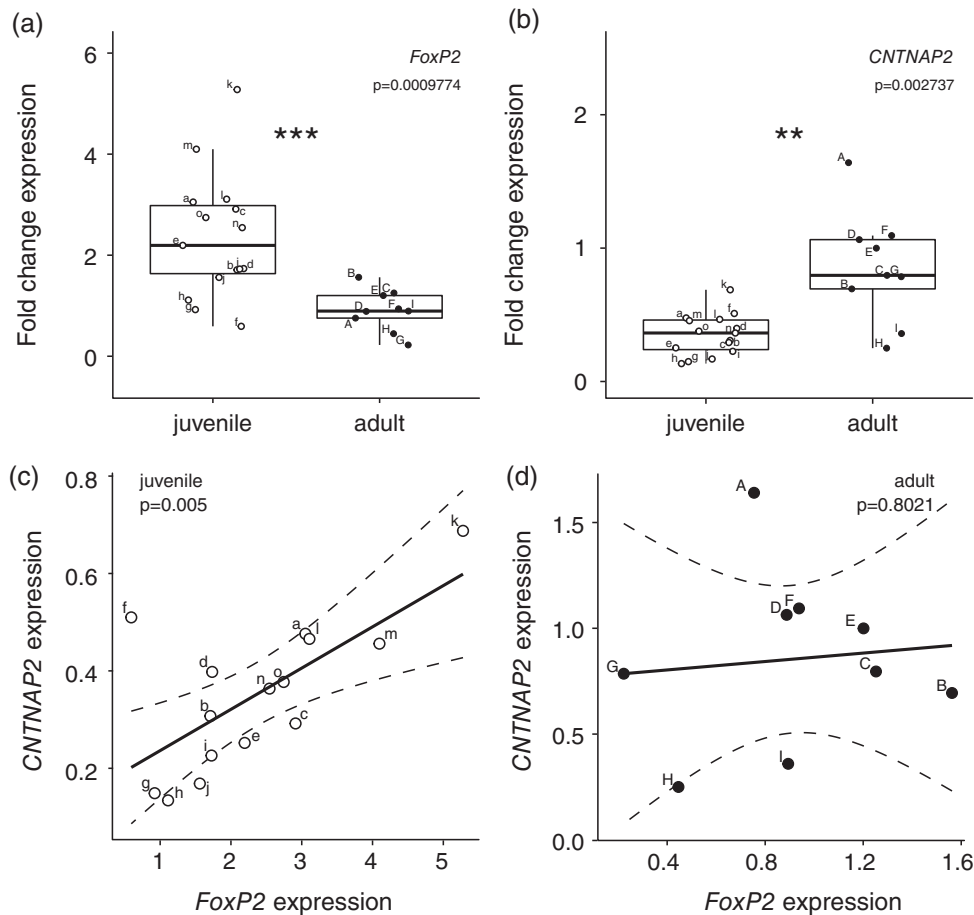 (a)
FoxP2
p=0.0009774
***
Fold change expression
6
4
2
0
k
m
a
l
o
c
n
e
i
b
d
j
h
g
f
B
E
C
D
F
I
A
H
G
juvenile
adult
(b)
CNTNAP2
p=0.002737
**
Fold change expression
2
1
0
k
f
a
m
l
o
n
d
c
b
e
h
g
j
i
A
D
F
E
C
G
B
I
H
juvenile
adult
(c)
juvenile
p=0.005
CNTNAP2 expression
0.8
0.6
0.4
0.2
k
f
a
l
m
d
n
o
b
c
i
e
g
h
j
1
2
3
4
5
FoxP2 expression
(d)
adult
p=0.8021
CNTNAP2 expression
1.5
1.0
0.5
0.0
A
D
F
E
G
C
B
H
I
0.4
0.8
1.2
1.6
FoxP2 expression